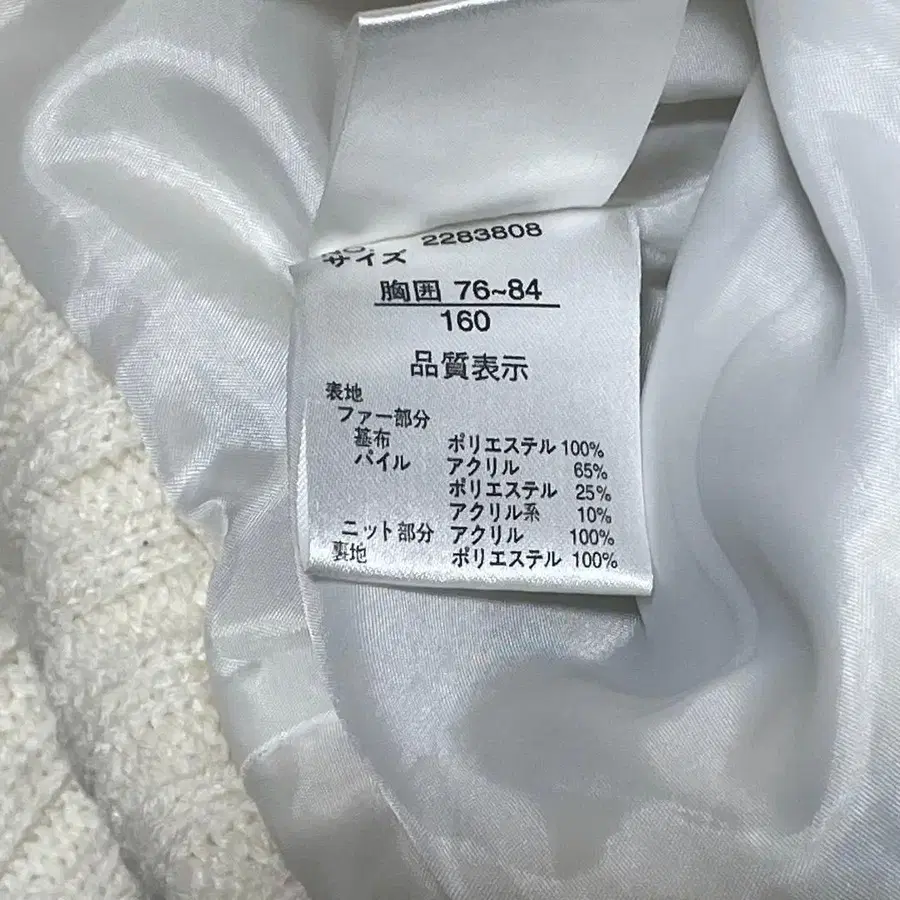 NO. 2283808
サイズ
胸囲 76~84
160
品質表示
表地
ファー部分
基布 ポリエステル 100%
パイル アクリル 65%
ポリエステル 25%
アクリル系 10%
ニット部分 アクリル 100%
裏地 ポリエステル 100%